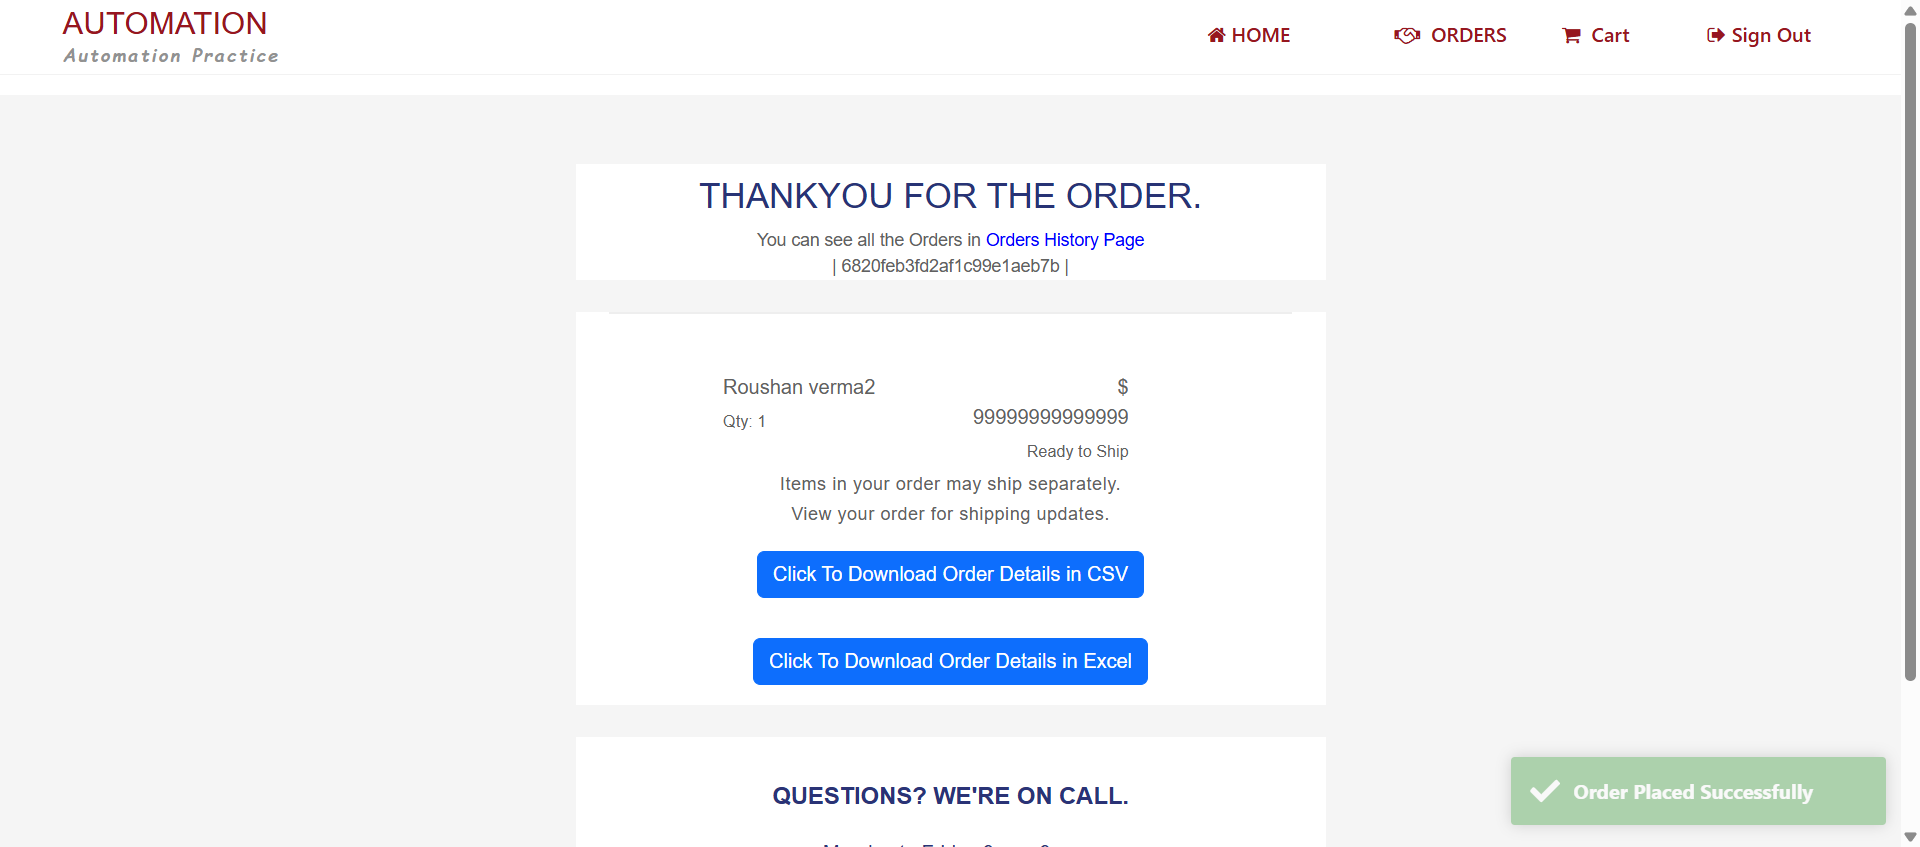 AUTOMATION
Automation Practice
HOME
ORDERS
Cart
Sign Out
THANKYOU FOR THE ORDER.
You can see all the Orders in Orders History Page
| 6820feb3fd2af1c99e1aeb7b |
Roushan verma2
Qty: 1
$
99999999999999
Ready to Ship
Items in your order may ship separately.
View your order for shipping updates.
Click To Download Order Details in CSV
Click To Download Order Details in Excel
QUESTIONS? WE'RE ON CALL.
Order Placed Successfully